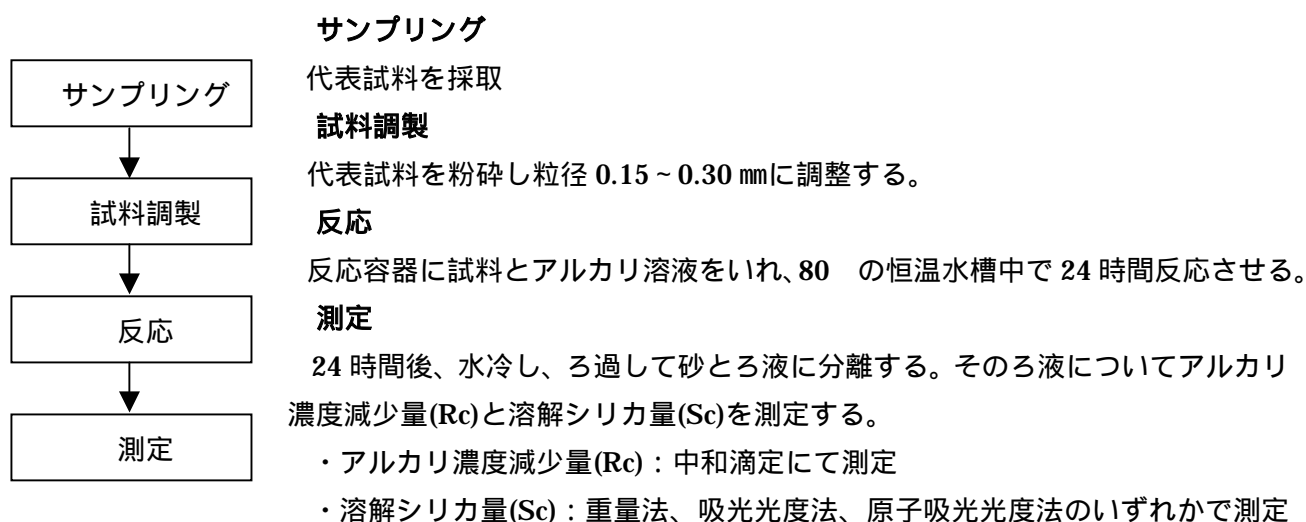 サンプリング
試料調製
反応
測定
サンプリング
代表試料を採取
試料調製
代表試料を粉砕し粒径 0.15~0.30 ㎜に調整する。
反応
反応容器に試料とアルカリ溶液をいれ、80　の恒温水槽中で 24 時間反応させる。
測定
24 時間後、水冷し、ろ過して砂とろ液に分離する。そのろ液についてアルカリ
濃度減少量(Rc)と溶解シリカ量(Sc)を測定する。
・アルカリ濃度減少量(Rc)：中和滴定にて測定
・溶解シリカ量(Sc)：重量法、吸光光度法、原子吸光光度法のいずれかで測定